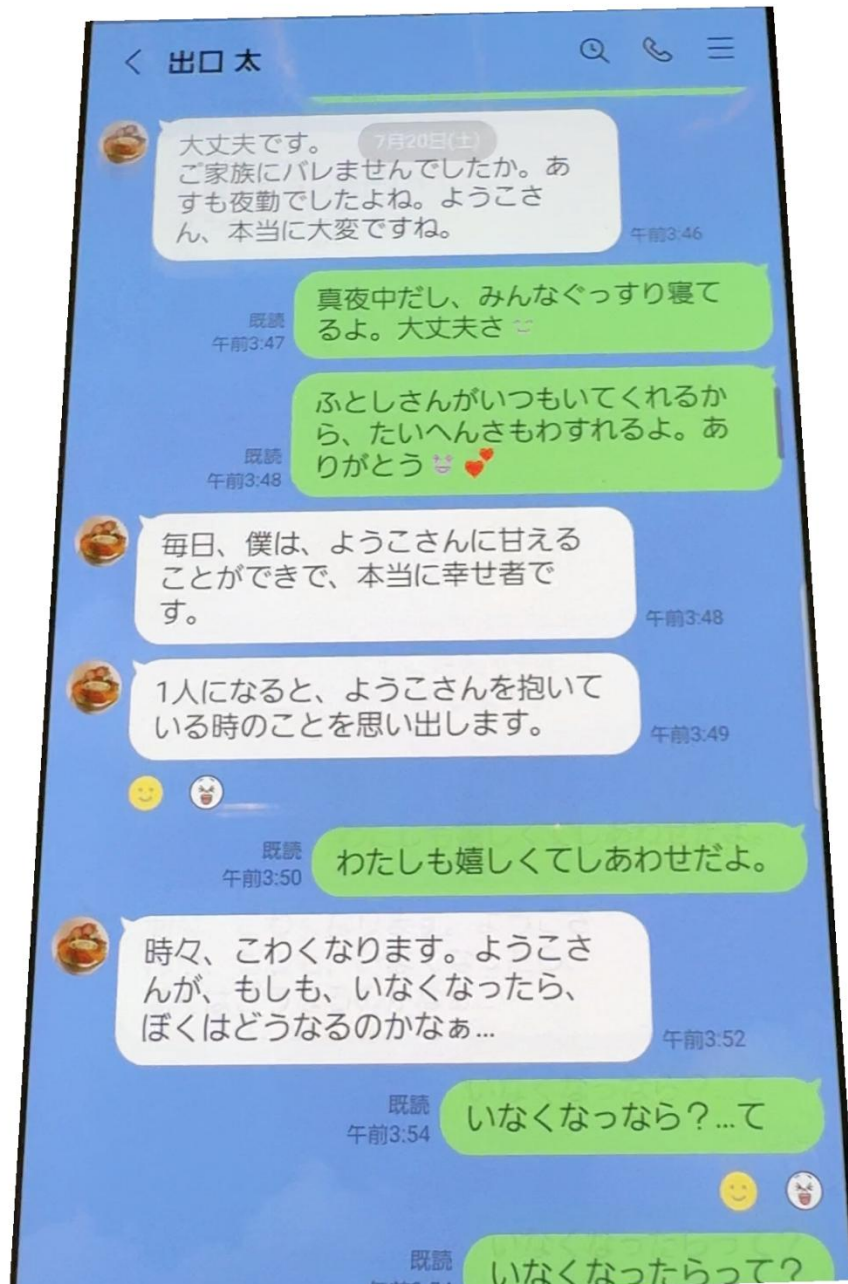 出口 太
7月20日(土)
大丈夫です。
ご家族にバレませんでしたか。あ
すも夜勤でしたよね。ようこさ
ん、本当に大変ですね。
午前3:46
真夜中だし、みんなぐっすり寝て
るよ。大丈夫さ
既読
午前3:47
ふとしさんがいつもいてくれるか
ら、たいへんさもわすれるよ。あ
りがとう💕
既読
午前3:48
毎日、僕は、ようこさんに甘える
ことができで、本当に幸せ者で
す。
午前3:48
1人になると、ようこさんを抱いて
いる時のことを思い出します。
午前3:49
わたしも嬉しくてしあわせだよ。
既読
午前3:50
時々、こわくなります。ようこさ
んが、もしも、いなくなったら、
ぼくはどうなるのかなぁ...
午前3:52
いなくなっなら？...て
既読
午前3:54
いなくなったらって？
既読